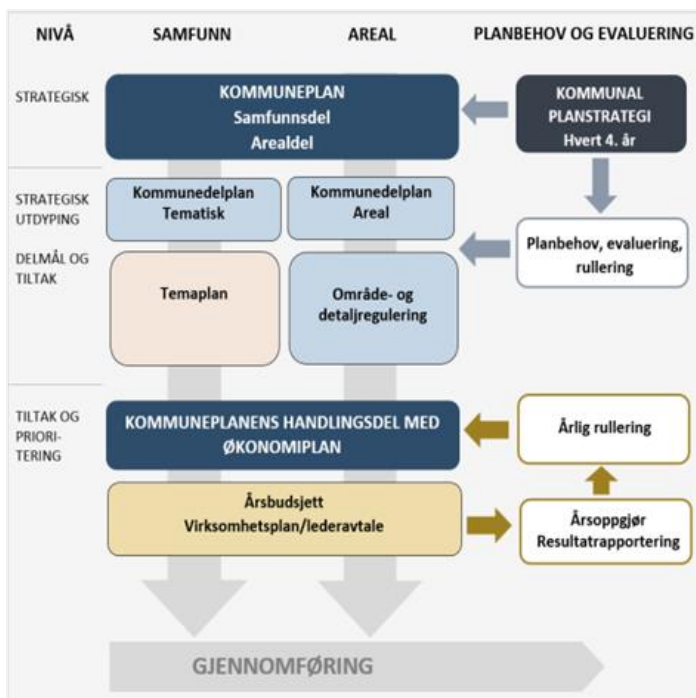 NIVÅ
SAMFUNN
AREAL
PLANBEHOV OG EVALUERING
STRATEGISK
KOMMUNEPLAN
Samfunnsdel
Arealdel
KOMMUNAL
PLANSTRATEGI
Hvert 4. år
STRATEGISK
UTDYPING
Kommunedelplan
Tematisk
Kommunedelplan
Areal
Planbehov, evaluering,
rullering
DELMÅL OG
TILTAK
Temaplan
Område- og
detaljregulering
TILTAK OG
PRIORI-
TERING
KOMMUNEPLANENS HANDLINGSDEL MED
ØKONOMIPLAN
Årlig rullering
Årsbudsjett
Virksomhetsplan/lederavtale
Årsoppgjør
Resultatrapportering
GJENNOMFØRING